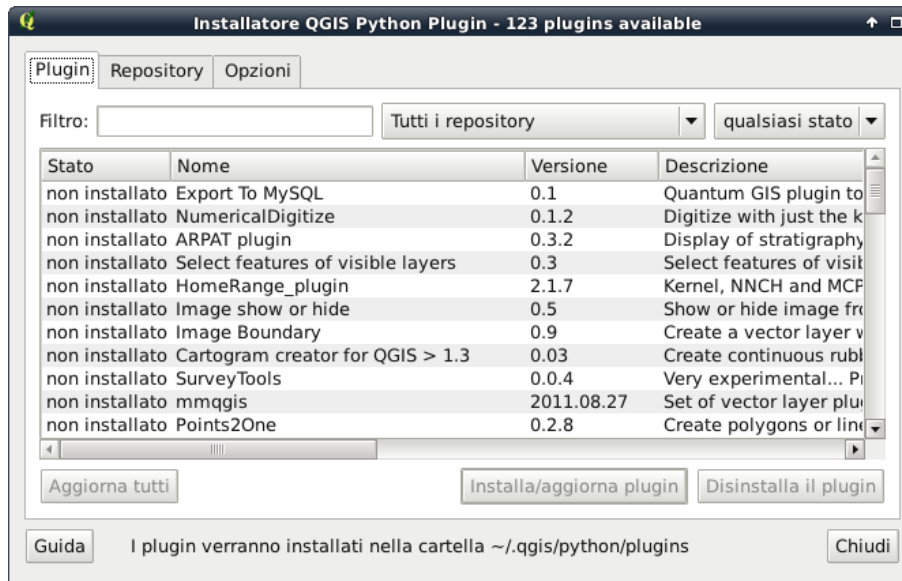 Installatore QGIS Python Plugin - 123 plugins available
Plugin Repository Opzioni
Filtro: Tutti i repository qualsiasi stato
Stato Nome Versione Descrizione
non installato Export To MySQL 0.1 Quantum GIS plugin to
non installato NumericalDigitize 0.1.2 Digitize with just the k
non installato ARPAT plugin 0.3.2 Display of stratigraphy
non installato Select features of visible layers 0.3 Select features of visib
non installato HomeRange_plugin 2.1.7 Kernel, NNCH and MCP
non installato Image show or hide 0.5 Show or hide image fro
non installato Image Boundary 0.9 Create a vector layer w
non installato Cartogram creator for QGIS > 1.3 0.03 Create continuous rubb
non installato SurveyTools 0.0.4 Very experimental... Pr
non installato mmqgis 2011.08.27 Set of vector layer plug
non installato Points2One 0.2.8 Create polygons or line
Aggiorna tutti Installa/aggiorna plugin Disinstalla il plugin
Guida I plugin verranno installati nella cartella ~/.qgis/python/plugins Chiudi